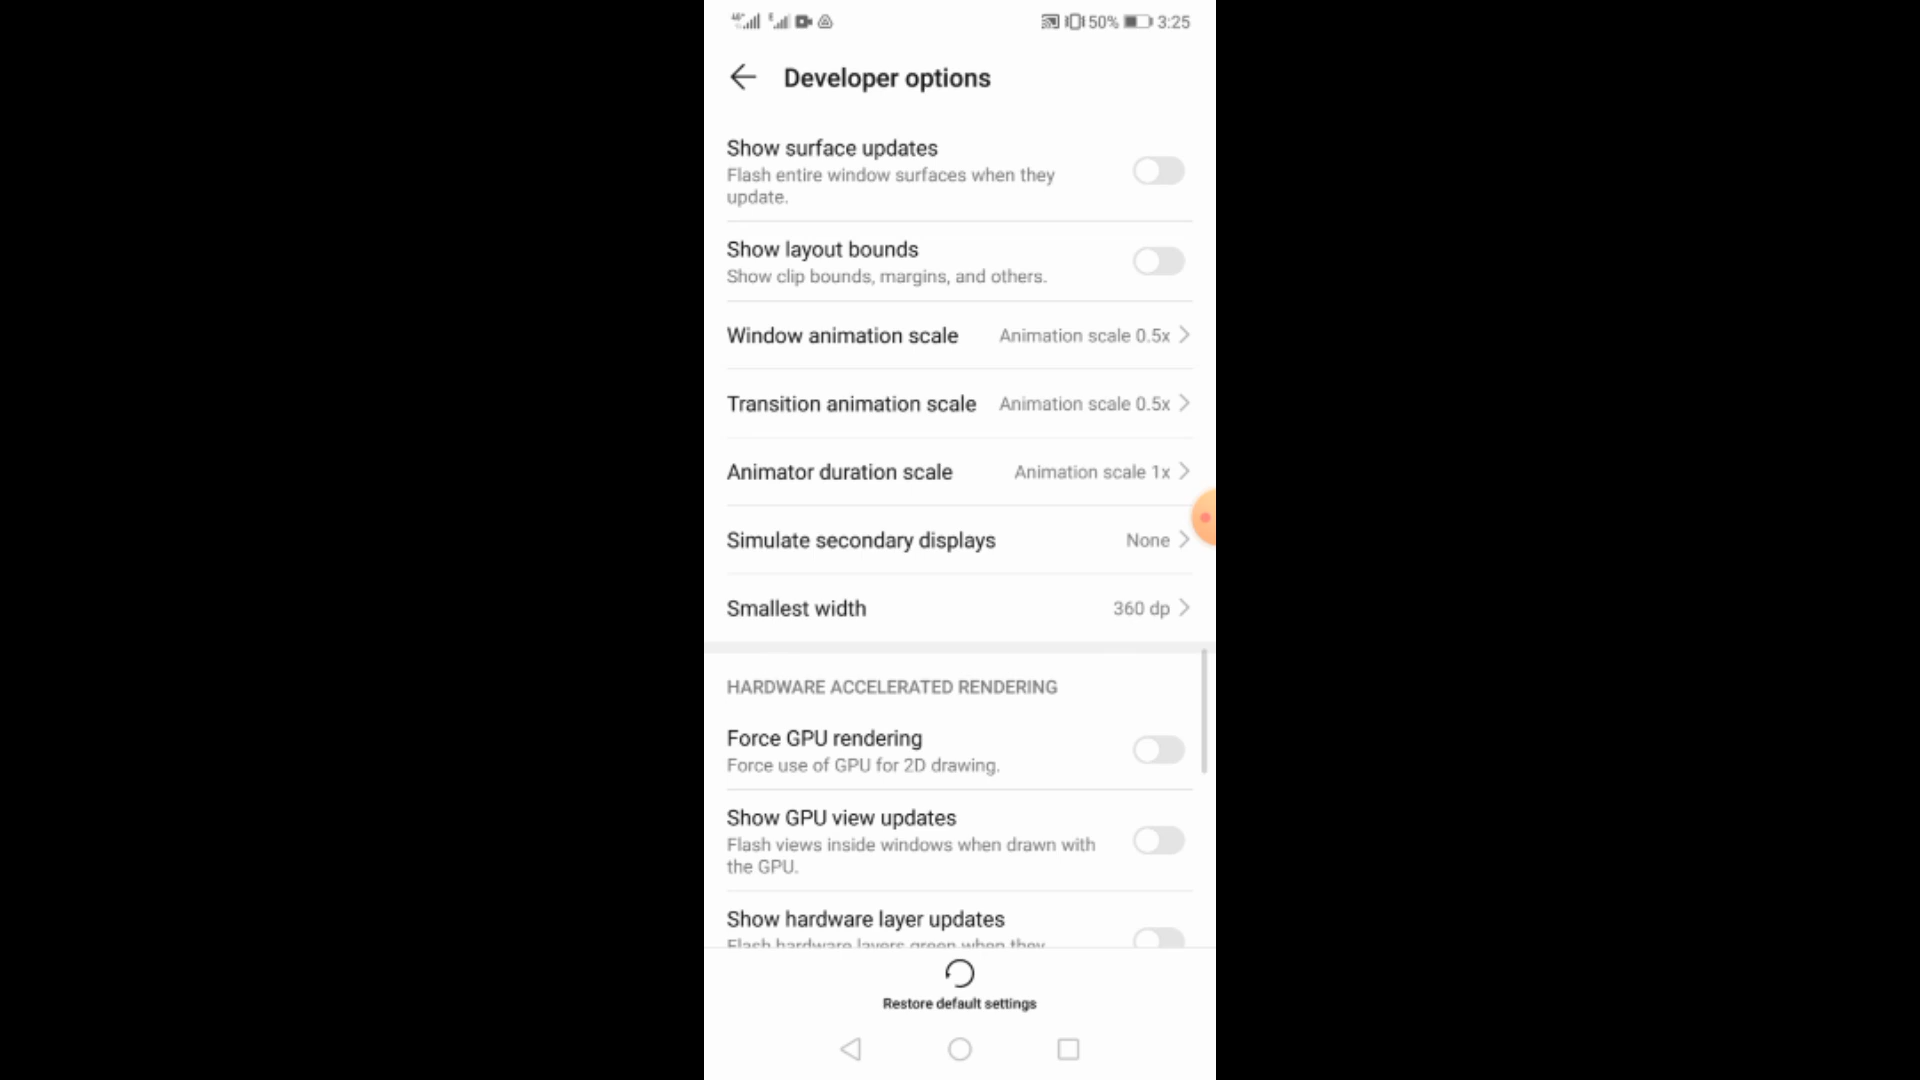 50% 3:25
Developer options
Show surface updates
Flash entire window surfaces when they
update.
Show layout bounds
Show clip bounds, margins, and others.
Window animation scale Animation scale 0.5x
Transition animation scale Animation scale 0.5x
Animator duration scale Animation scale 1x
Simulate secondary displays None
Smallest width 360 dp
HARDWARE ACCELERATED RENDERING
Force GPU rendering
Force use of GPU for 2D drawing.
Show GPU view updates
Flash views inside windows when drawn with
the GPU.
Show hardware layer updates
Flash hardware layers green when they
Restore default settings